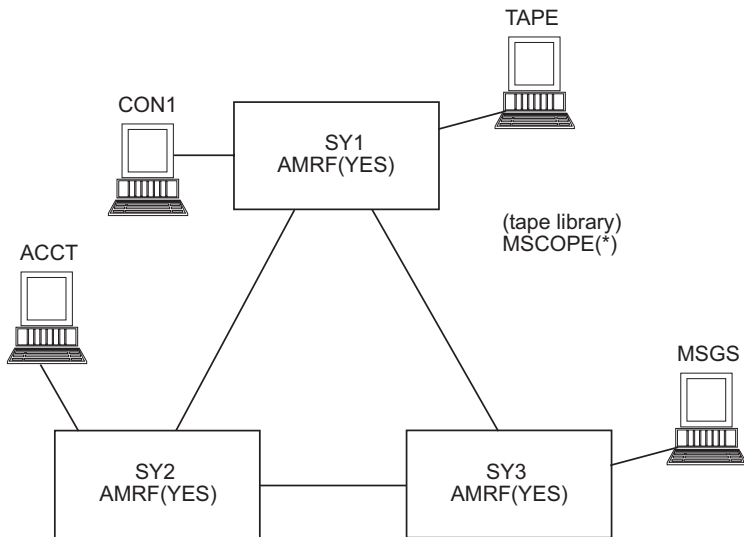 TAPE
CON1
SY1
AMRF(YES)
(tape library)
MSCOPE(*)
ACCT
MSGS
SY2
AMRF(YES)
SY3
AMRF(YES)